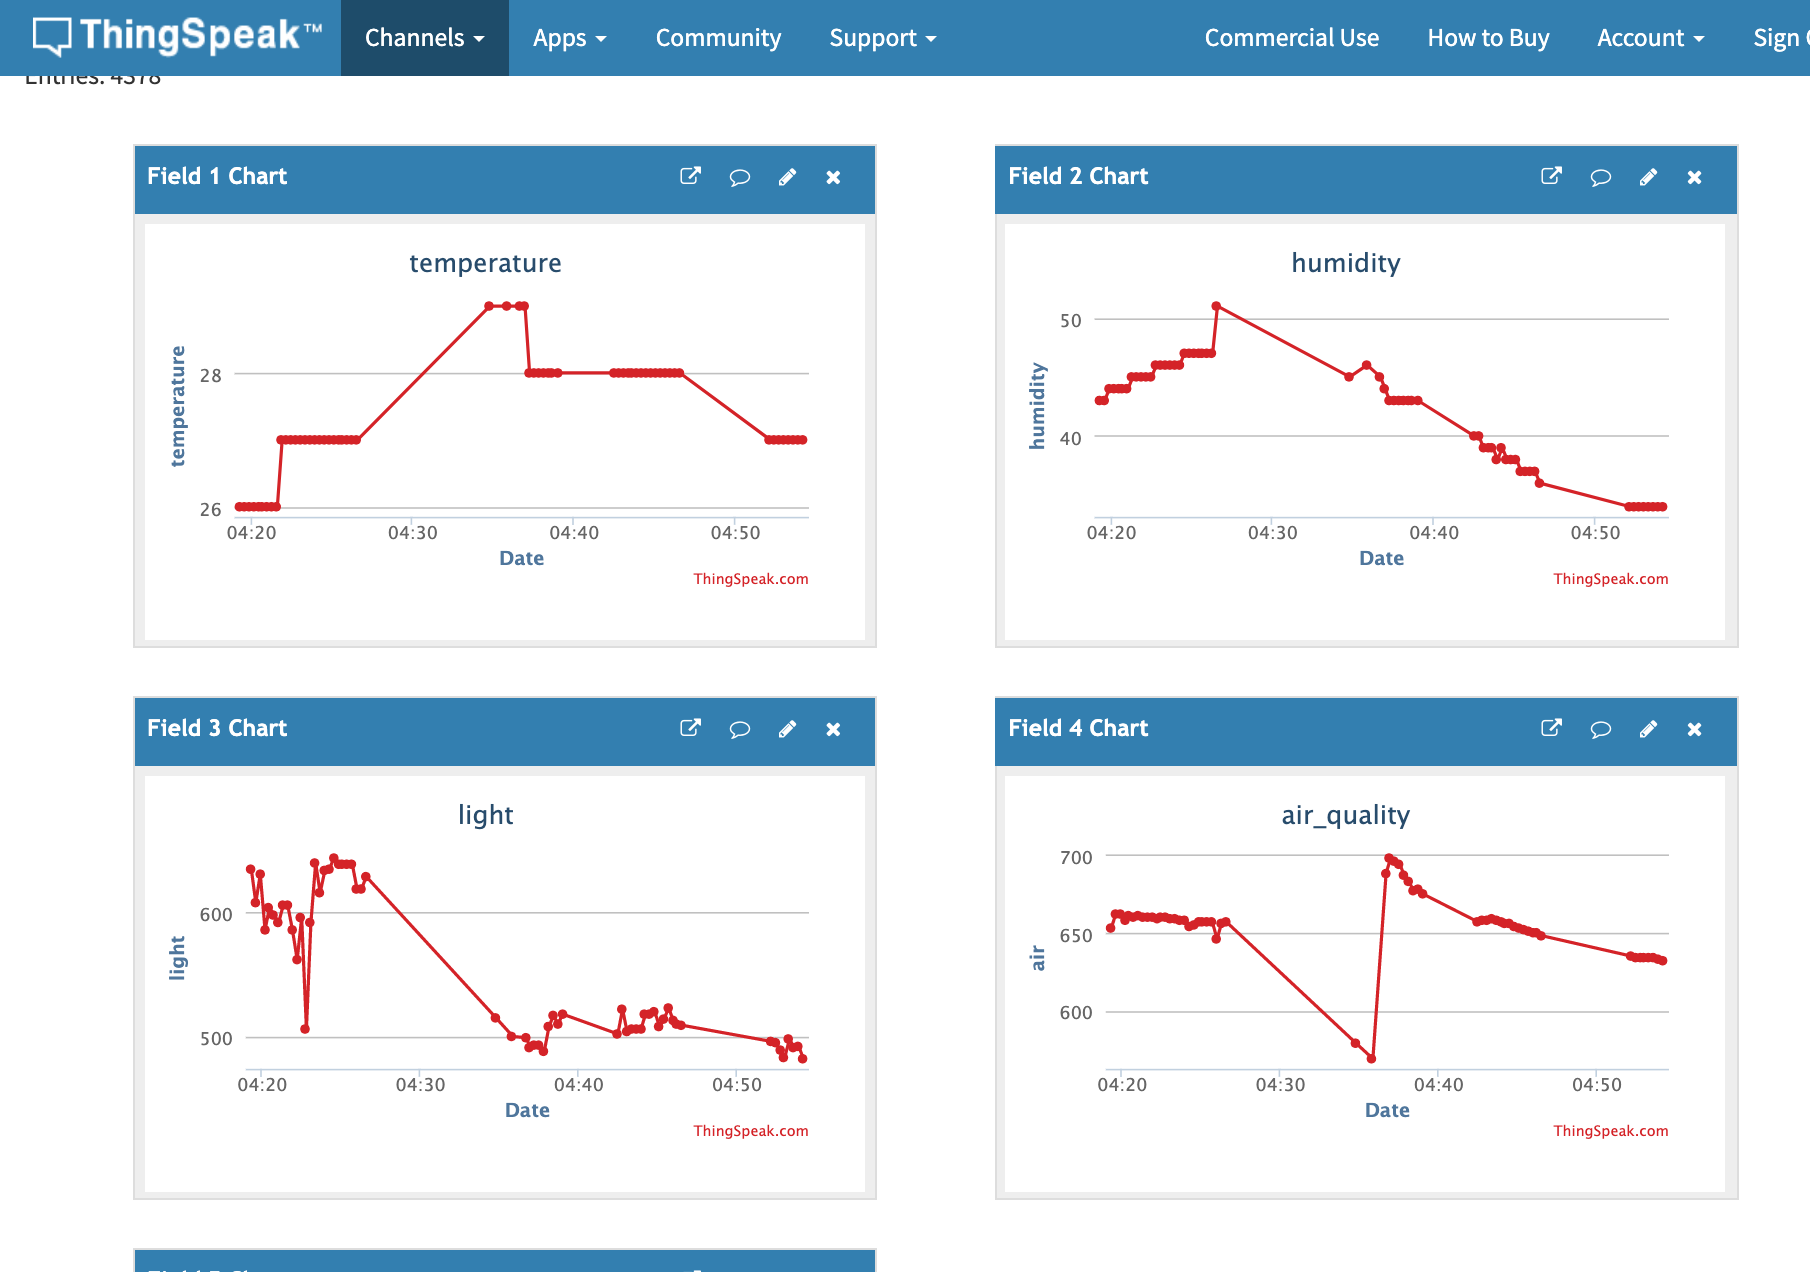 ThingSpeak™ Channels Apps Community Support Commercial Use How to Buy Account Sign
Entries: 4378
Field 1 Chart
temperature
temperature
28
26
04:20 04:30 04:40 04:50
Date
ThingSpeak.com
Field 2 Chart
humidity
humidity
50
40
04:20 04:30 04:40 04:50
Date
ThingSpeak.com
Field 3 Chart
light
light
600
500
04:20 04:30 04:40 04:50
Date
ThingSpeak.com
Field 4 Chart
air_quality
air
700
650
600
04:20 04:30 04:40 04:50
Date
ThingSpeak.com